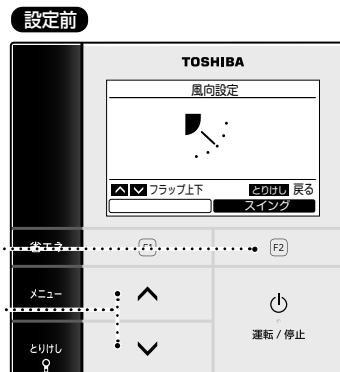 設定前
TOSHIBA
風向設定
フラップ上下
とりけし 戻る
スイング
省エネ
F1
F2
メニュー
運転 / 停止
とりけし